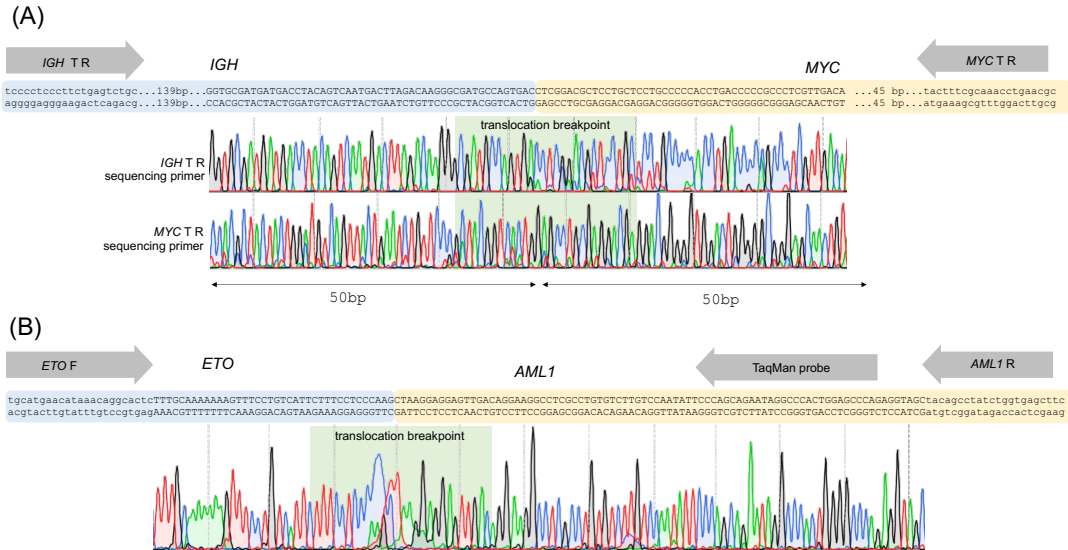 (A)
IGH T R
IGH
MYC
MYC T R
tcccctcccttctgagtctgc...139bp...GGTGCGATGATGACCTACAGTCAATGACTTAGACAAGGGCGATGCCAGTGACCTCGGACGCTCCTGCTCCTGCCCCCACCTGACCCCCGCCCTCGTTGACA ...45 bp...tactttcgcaaacctgaacgc
aggggagggaagactcagacg...139bp...CCACGCTACTACTGGATGTCAGTTACTGAATCTGTTCCCGCTACGGTCACTGGAGCCTGCGAGGACGAGGACGGGGGTGGACTGGGGGCGGGAGCAACTGT ...45 bp...atgaaagcgtttggacttgcg
translocation breakpoint
IGH T R
sequencing primer
MYC T R
sequencing primer
50bp
50bp
(B)
ETO F
ETO
AML1
TaqMan probe
AML1 R
tgcatgaacataaacaggcactcTTTGCAAAAAAAGTTTCCTGTCATTCTTTCCTCCCAAGCTAAGGAGGAGTTGACAGGAAGGCCTCGCCTGTGTCTTGTCCAATATTCCCAGCAGAATAGGCCCACTGGAGCCCAGAGGTAGCtacagcctatctggtgagcttc
acgtacttgtatttgtccgtgagAAACGTTTTTTTCAAAGGACAGTAAGAAAGGAGGGTTCGATTCCTCCTCAACTGTCCTTCCGGAGCGGACACAGAACAGGTTATAAGGGTCGTCTTATCCGGGTGACCTCGGGTCTCCATCGatgtcggatagaccactcgaag
translocation breakpoint